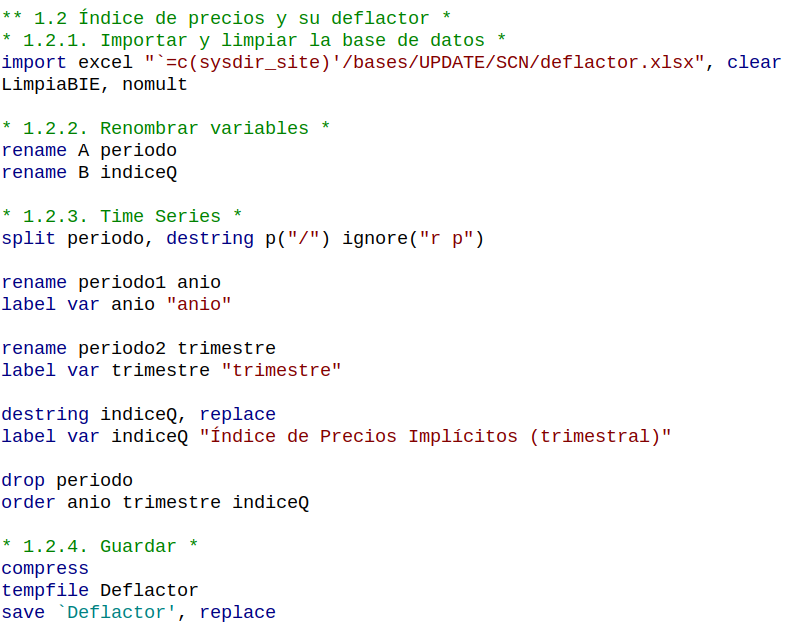 ** 1.2 Índice de precios y su deflactor *
* 1.2.1. Importar y limpiar la base de datos *
import excel "`=c(sysdir_site)'/bases/UPDATE/SCN/deflactor.xlsx", clear
LimpiaBIE, nomult
* 1.2.2. Renombrar variables *
rename A periodo
rename B indiceQ
* 1.2.3. Time Series *
split periodo, destring p("/") ignore("r p")
rename periodo1 anio
label var anio "anio"
rename periodo2 trimestre
label var trimestre "trimestre"
destring indiceQ, replace
label var indiceQ "Índice de Precios Implícitos (trimestral)"
drop periodo
order anio trimestre indiceQ
* 1.2.4. Guardar *
compress
tempfile Deflactor
save `Deflactor', replace